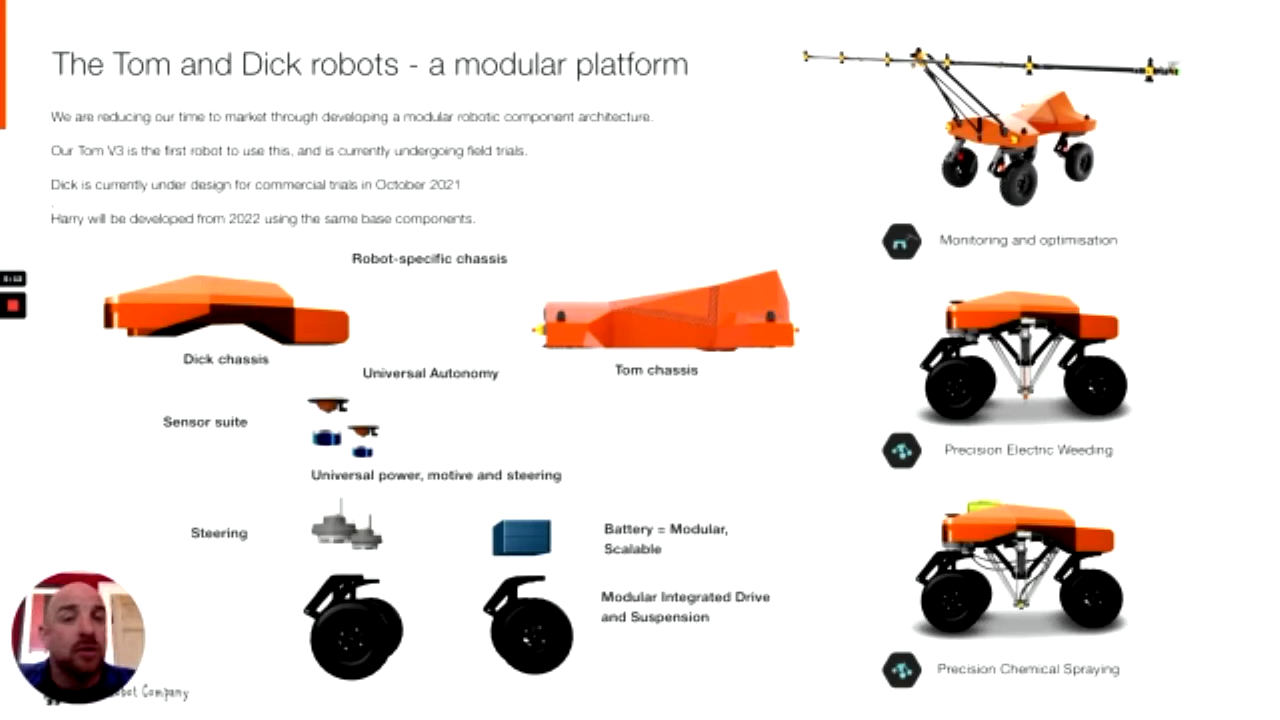 The Tom and Dick robots - a modular platform
We are reducing our time to market through developing a modular robotic component architecture.
Our Tom V3 is the first robot to use this, and is currently undergoing field trials.
Dick is currently under design for commercial trials in October 2021
.
Harry will be developed from 2022 using the same base components.
Robot-specific chassis
Dick chassis
Tom chassis
Universal Autonomy
Sensor suite
Universal power, motive and steering
Steering
Battery = Modular,
Scalable
Modular Integrated Drive
and Suspension
Monitoring and optimisation
Precision Electric Weeding
Precision Chemical Spraying
Company